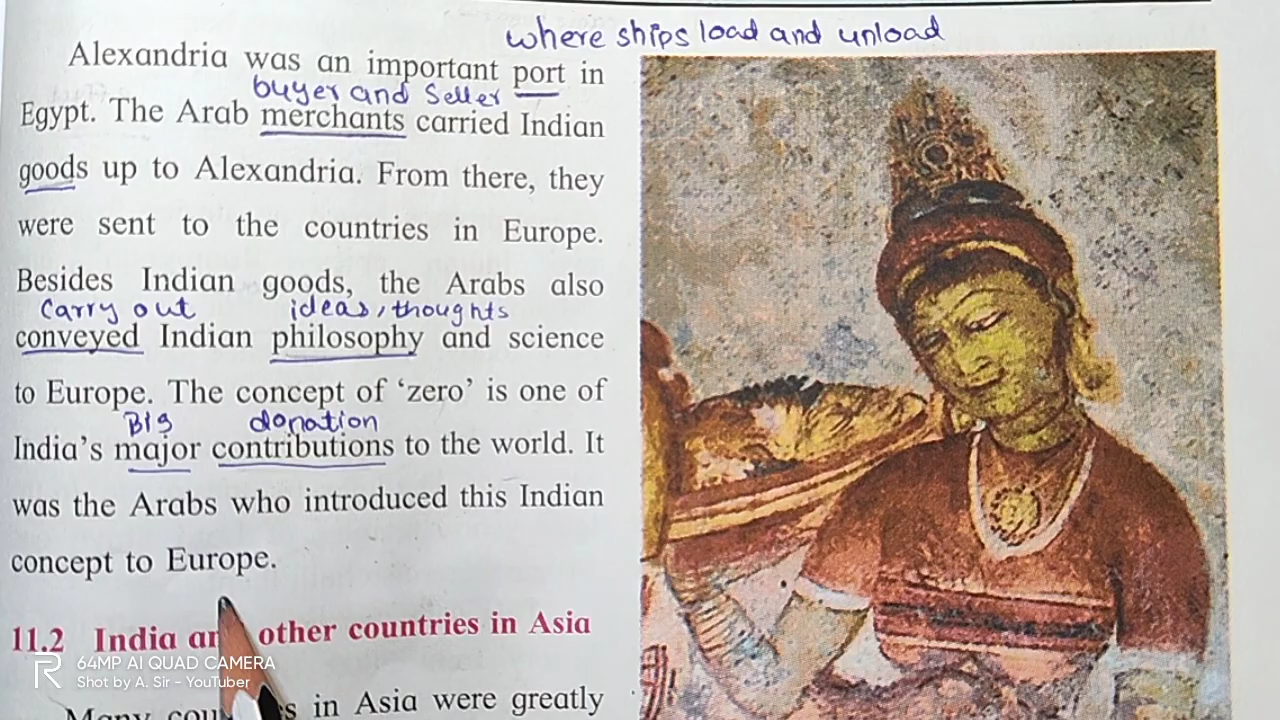 where ships load and unload
Alexandria was an important port in
buyer and Seller
Egypt. The Arab merchants carried Indian
goods up to Alexandria. From there, they
were sent to the countries in Europe.
Besides Indian goods, the Arabs also
Carry out ideas, thoughts
conveyed Indian philosophy and science
to Europe. The concept of ‘zero’ is one of
Big donation
India’s major contributions to the world. It
was the Arabs who introduced this Indian
concept to Europe.
11.2 India an other countries in Asia
64MP AI QUAD CAMERA
Shot by A. Sir - YouTuber
Many cou s in Asia were greatly